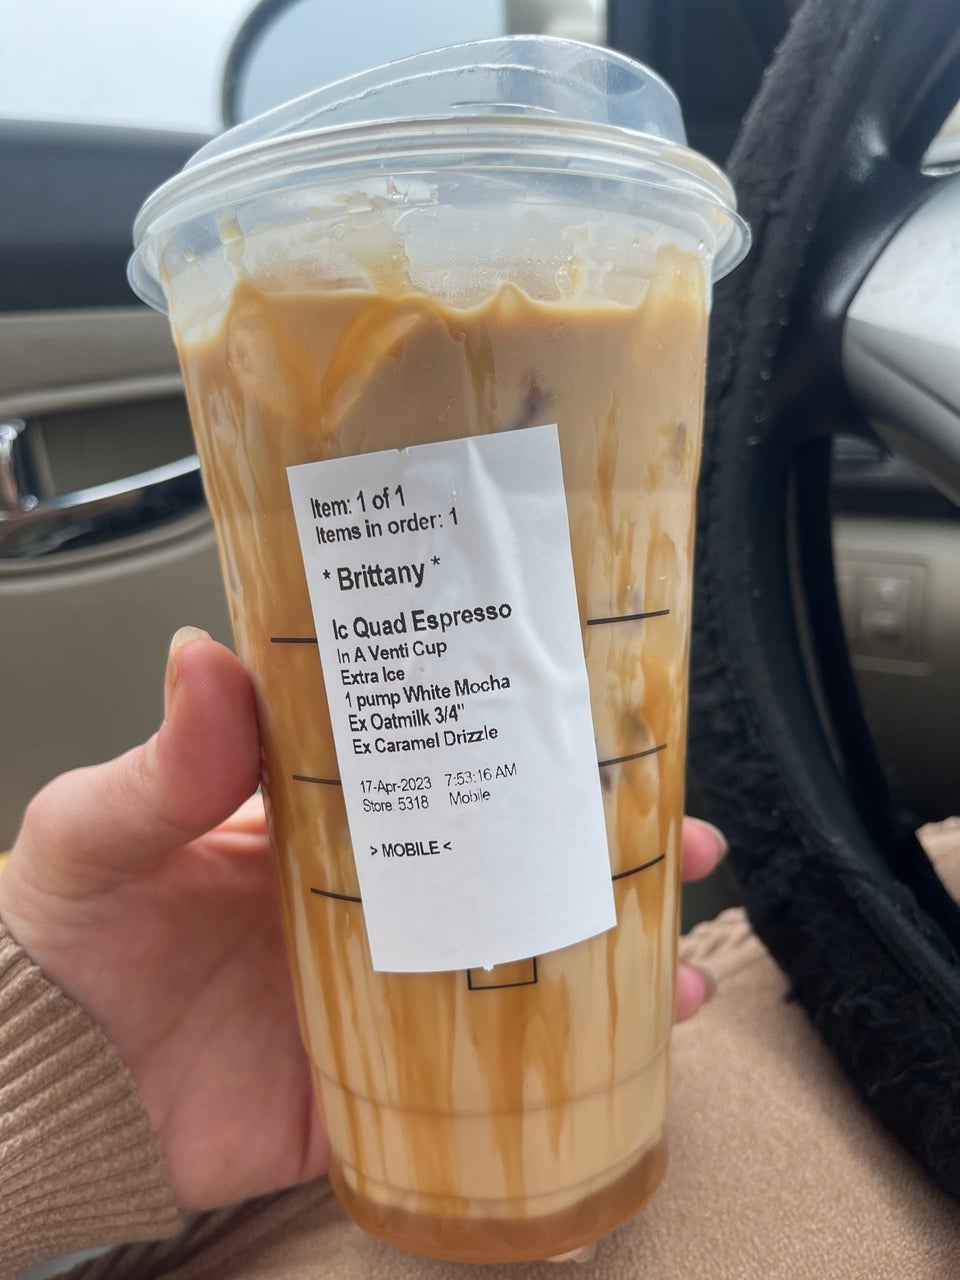 Item: 1 of 1
Items in order: 1
* Brittany *
Ic Quad Espresso
In A Venti Cup
Extra Ice
1 pump White Mocha
Ex Oatmilk 3/4"
Ex Caramel Drizzle
17-Apr-2023 7:53:16 AM
Store: 5318 Mobile
> MOBILE <